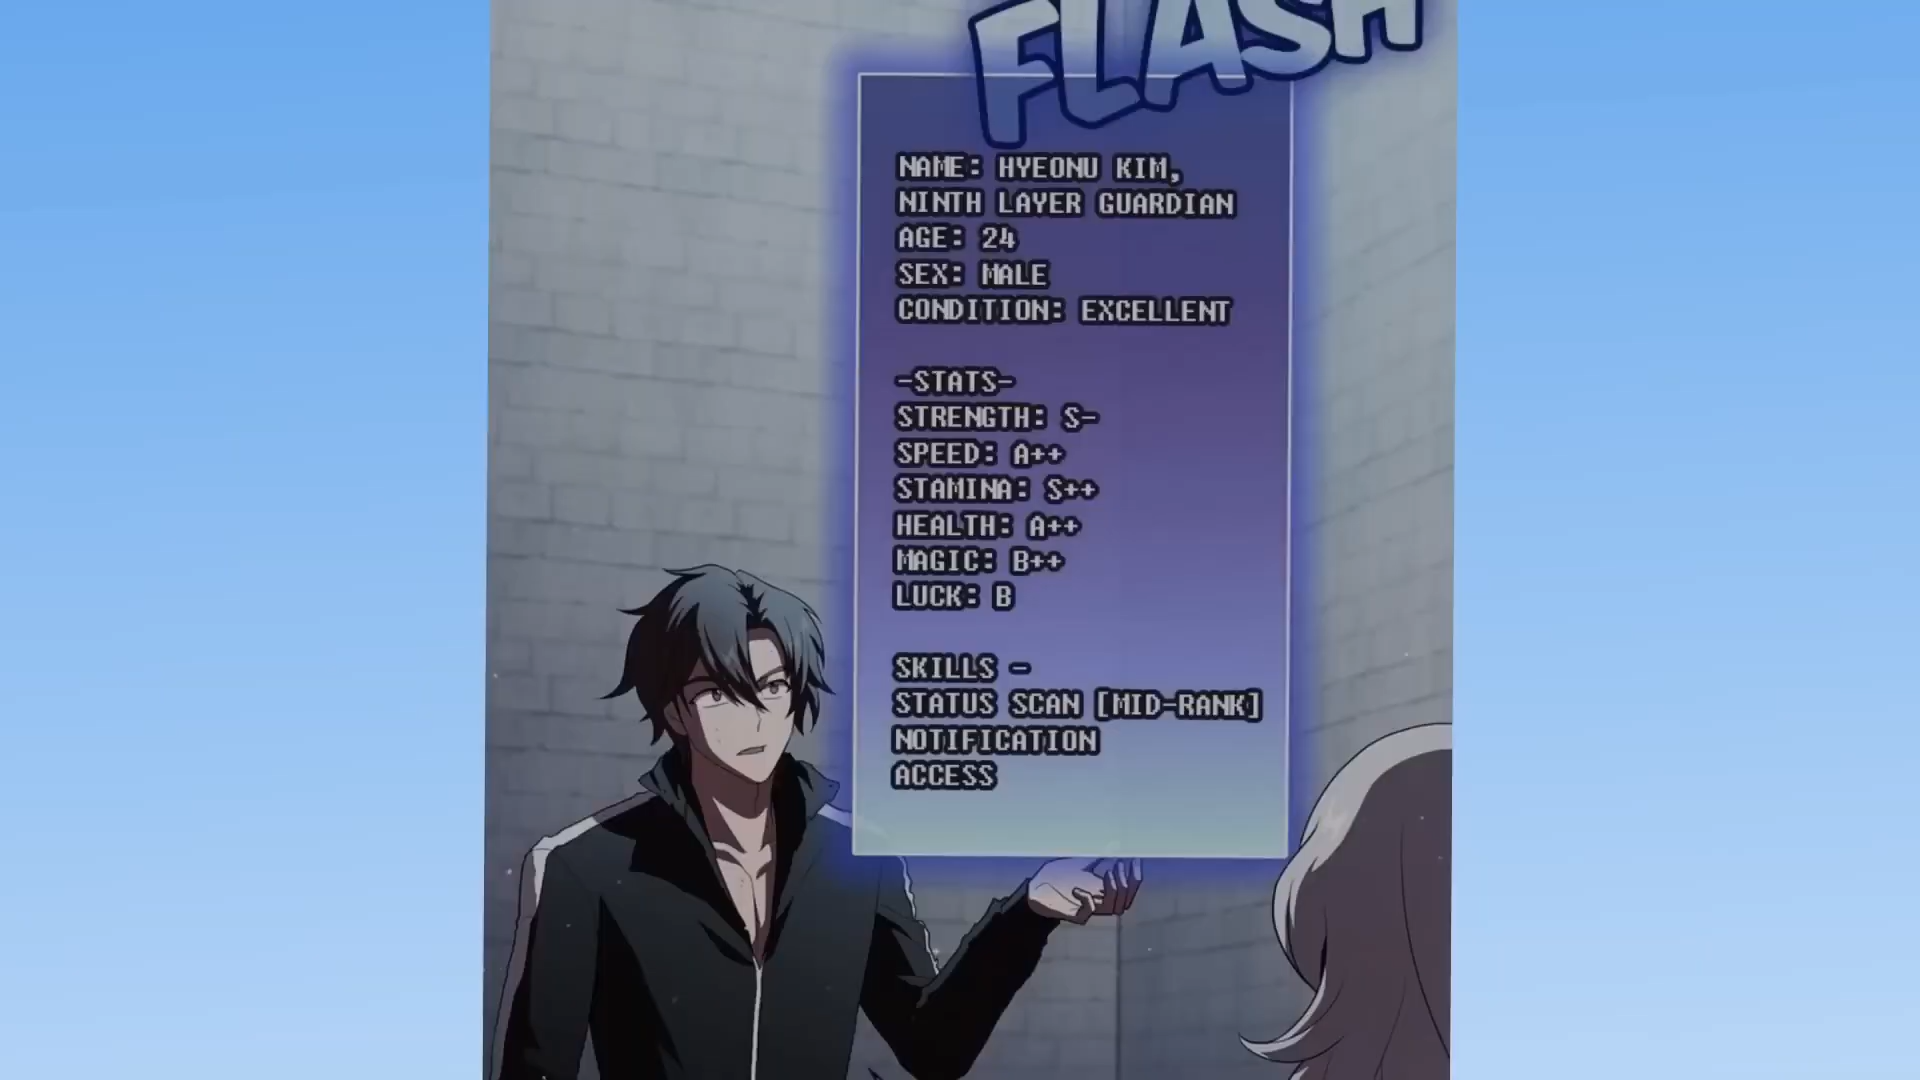 FLASH
NAME: HYEONU KIM,
NINTH LAYER GUARDIAN
AGE: 24
SEX: MALE
CONDITION: EXCELLENT
-STATS-
STRENGTH: S-
SPEED: A++
STAMINA: S++
HEALTH: A++
MAGIC: B++
LUCK: B
SKILLS -
STATUS SCAN [MID-RANK]
NOTIFICATION
ACCESS